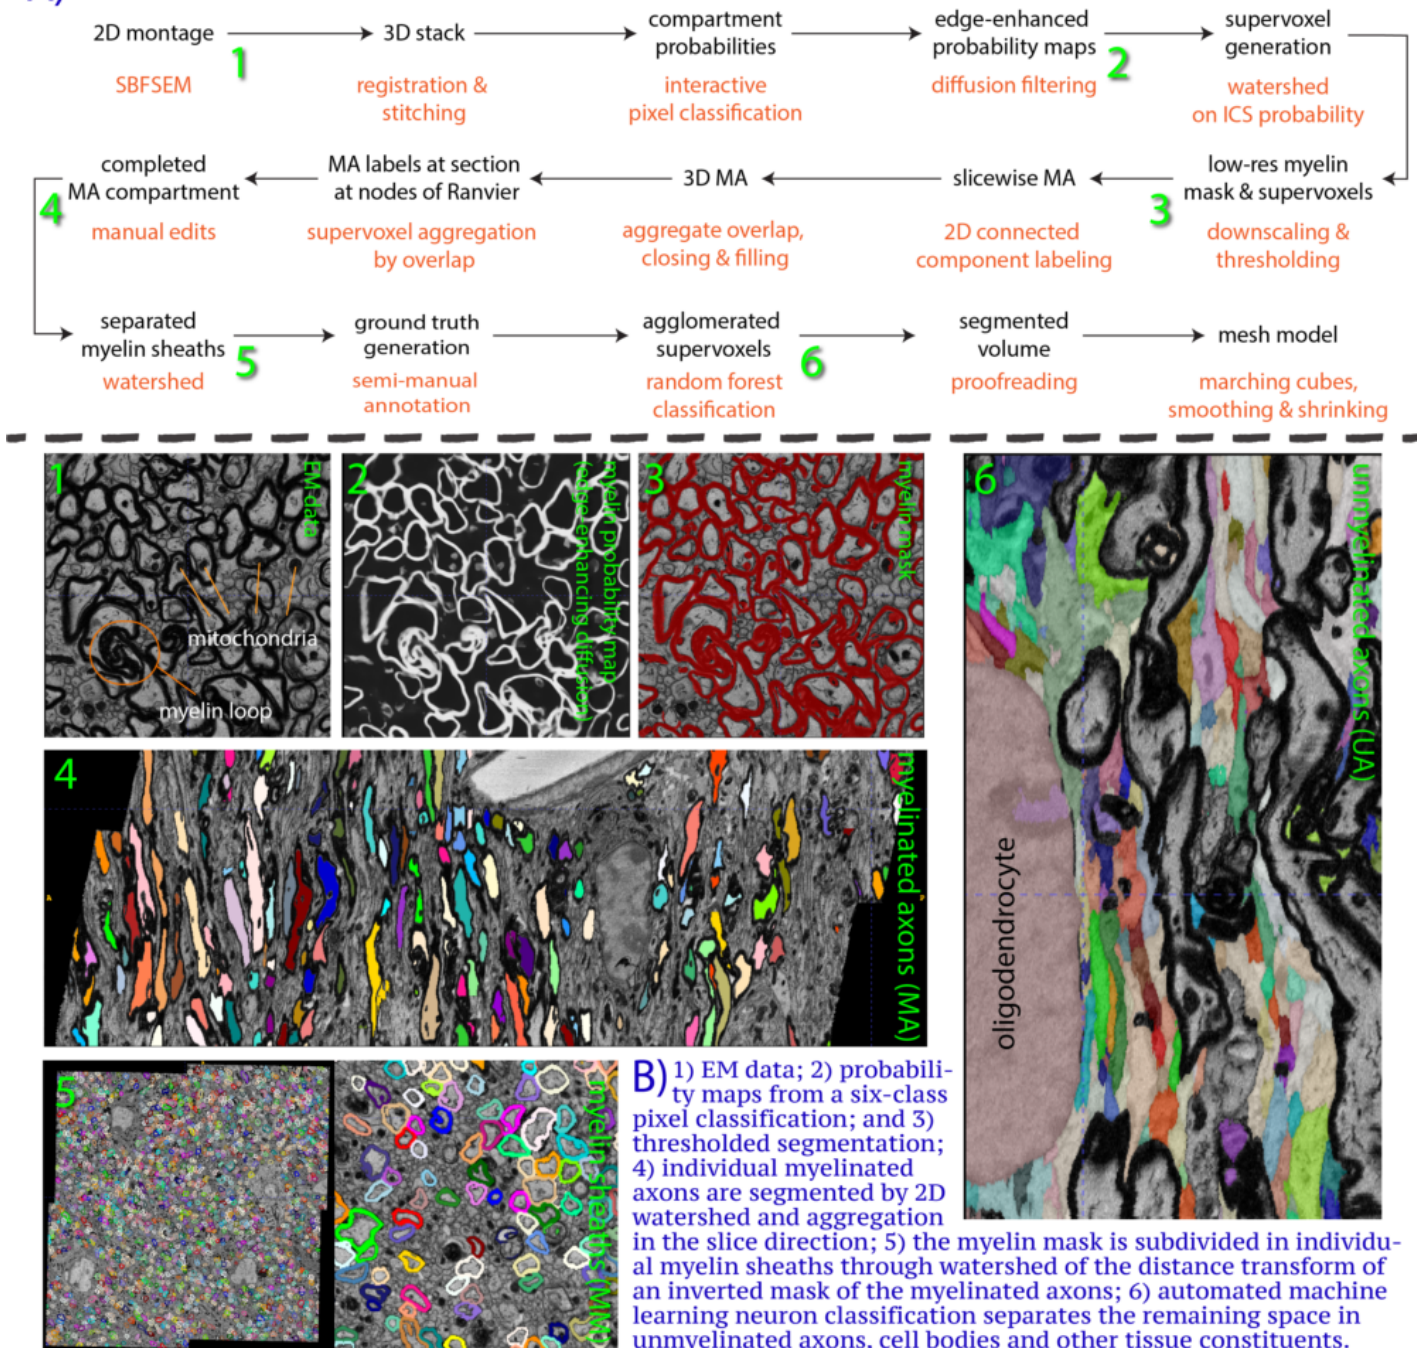 2D montage
3D stack
compartment
probabilities
edge-enhanced
probability maps
supervoxel
generation
1
2
SBFSEM
registration &
stitching
interactive
pixel classification
diffusion filtering
watershed
on ICS probability
completed
MA compartment
MA labels at section
at nodes of Ranvier
3D MA
slicewise MA
low-res myelin
mask & supervoxels
4
3
manual edits
supervoxel aggregation
by overlap
aggregate overlap,
closing & filling
2D connected
component labeling
downscaling &
thresholding
separated
myelin sheaths
ground truth
generation
agglomerated
supervoxels
segmented
volume
mesh model
5
6
watershed
semi-manual
annotation
random forest
classification
proofreading
marching cubes,
smoothing & shrinking
1
EM data
mitochondria
myelin loop
2
myelin probability map
(edge-enhancing diffusion)
3
myelin mask
6
unmyelinated axons (UA)
oligodendrocyte
4
myelinated axons (MA)
5
myelin sheaths (MN)
B) 1) EM data; 2) probabili-
ty maps from a six-class
pixel classification; and 3)
thresholded segmentation;
4) individual myelinated
axons are segmented by 2D
watershed and aggregation
in the slice direction; 5) the myelin mask is subdivided in individu-
al myelin sheaths through watershed of the distance transform of
an inverted mask of the myelinated axons; 6) automated machine
learning neuron classification separates the remaining space in
unmyelinated axons, cell bodies and other tissue constituents.